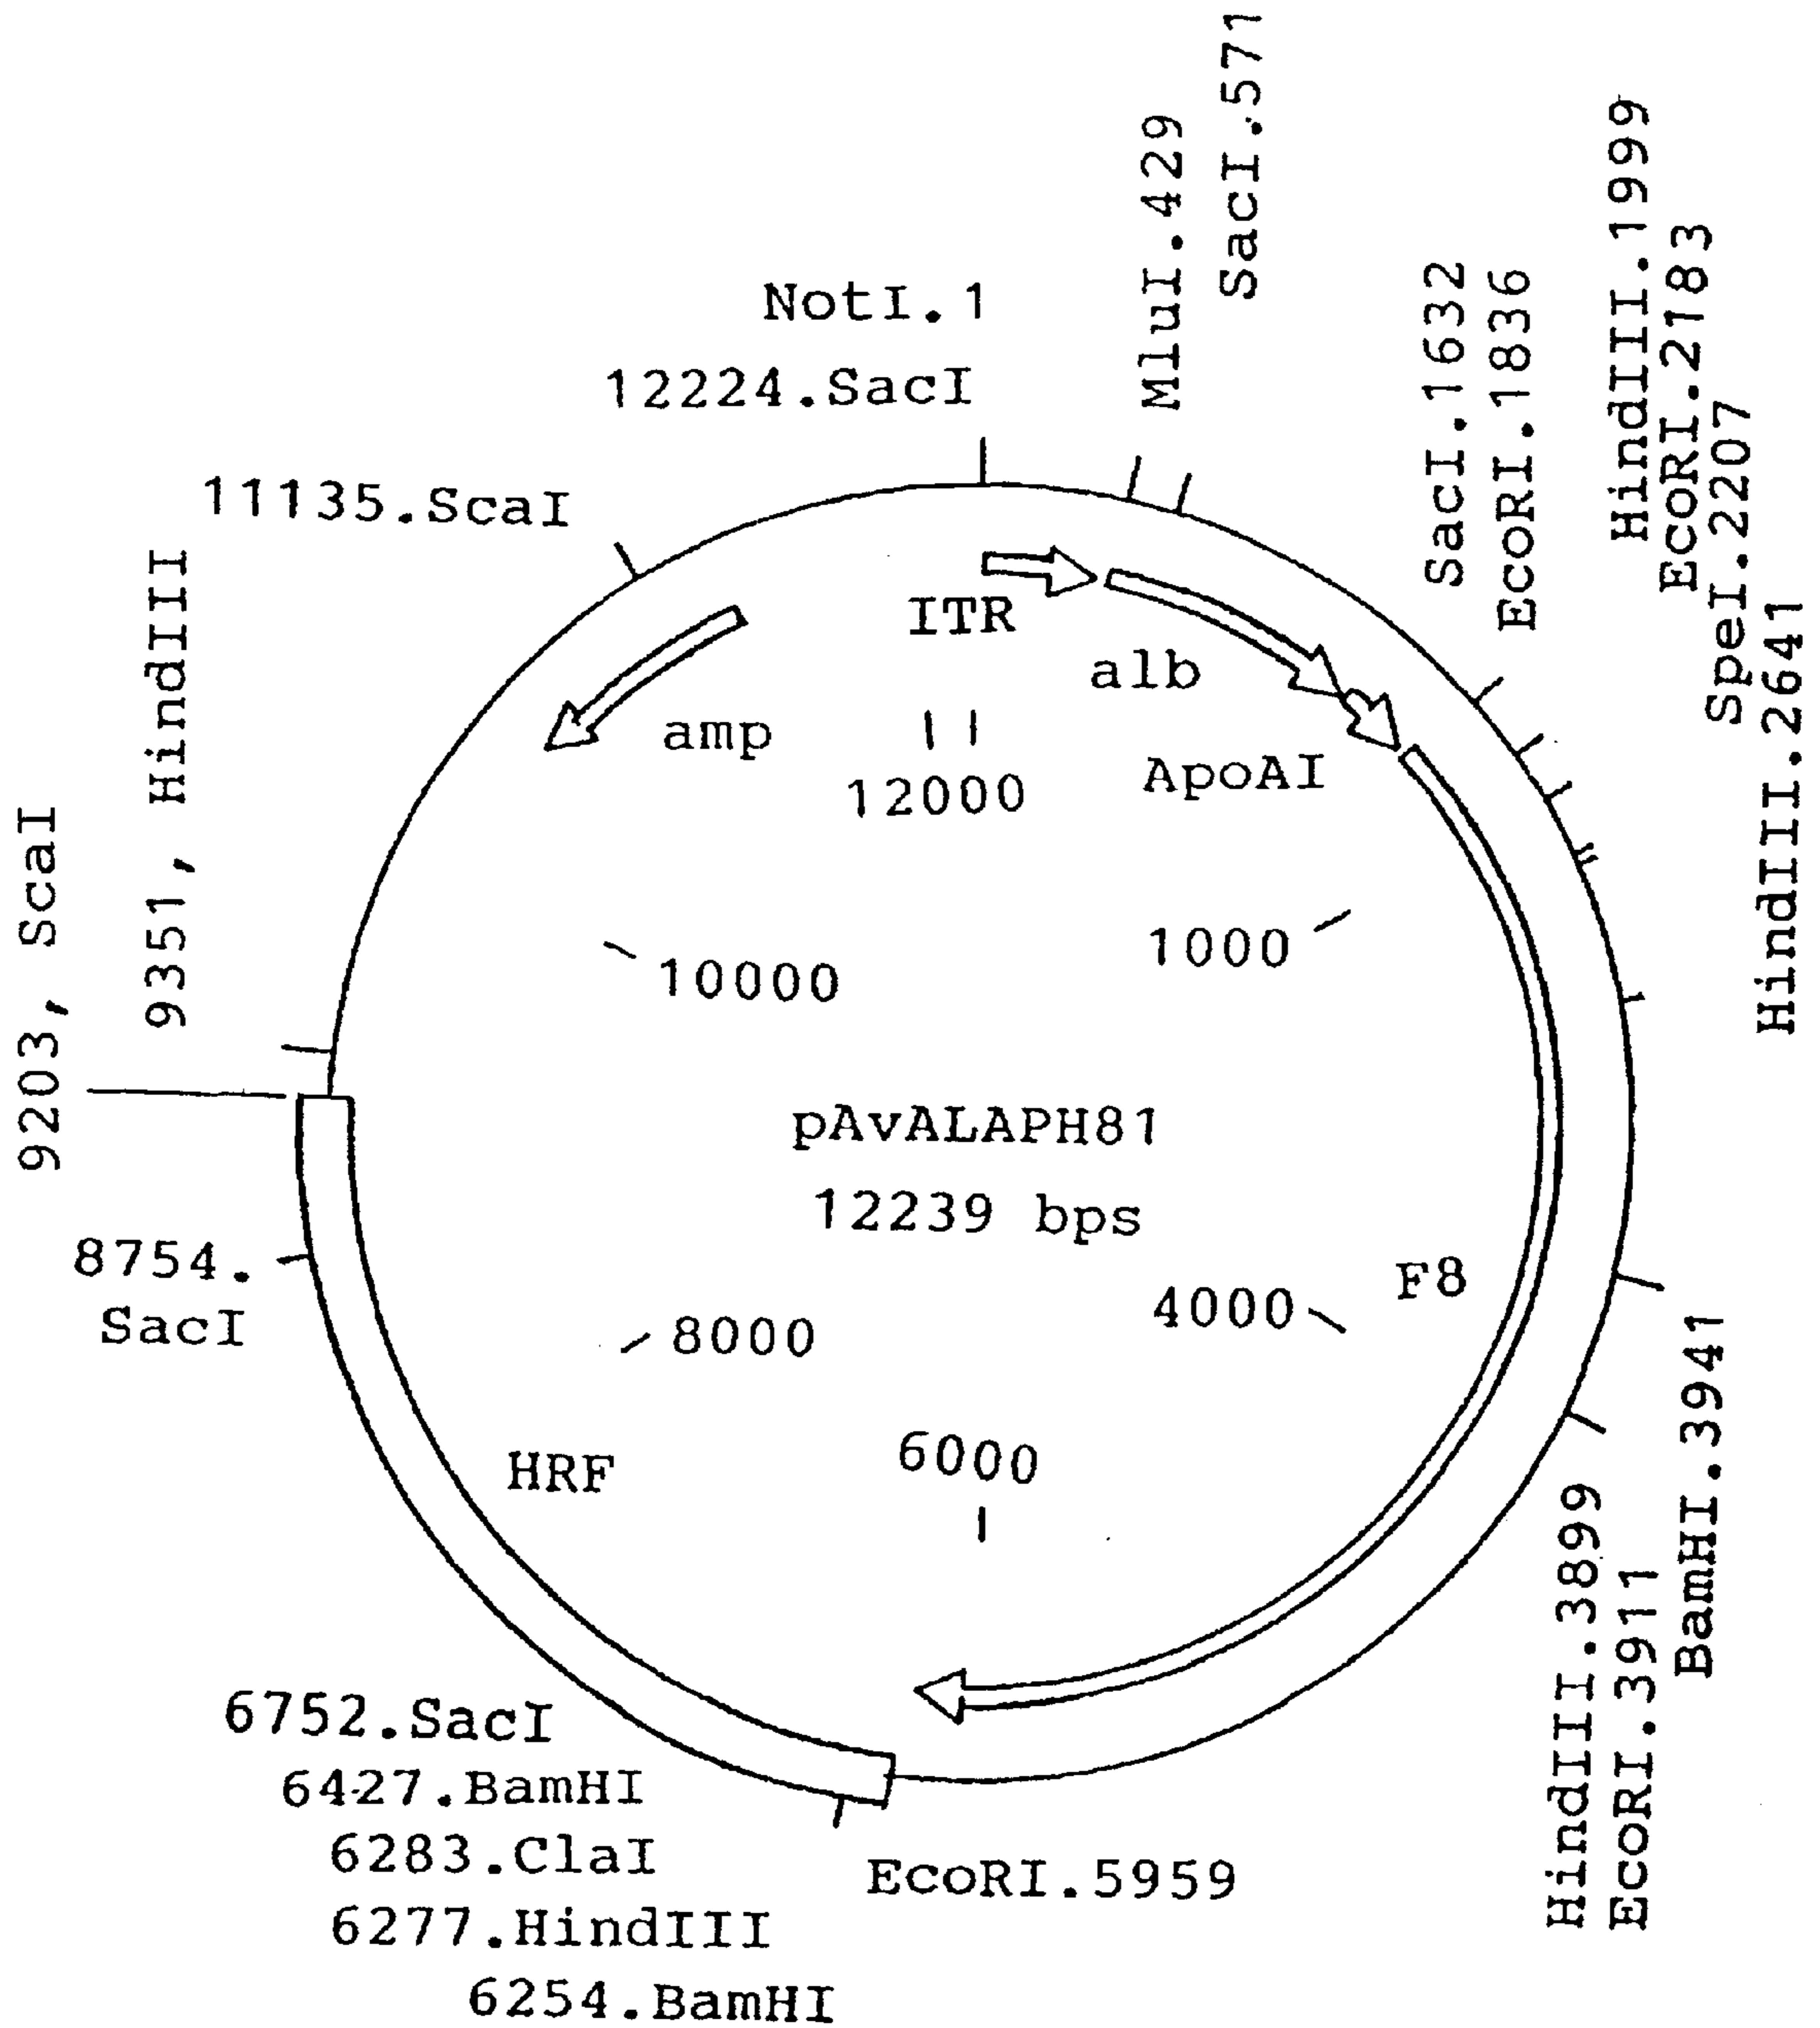 NotI.1
12224.SacI
11135.ScaI
9351, HindIII
9203, ScaI
8754.
SacI
6752.SacI
6427.BamHI
6283.ClaI
6277.HindIII
6254.BamHI
EcoRI.5959
MluI.429
SacI.571
SacI.1632
EcoRI.1836
HindIII.1999
EcoRI.2183
SpeI.2207
HindIII.2641
BamHI.3941
HindIII.3899
EcoRI.3911
ITR
alb
ApoAI
amp
12000
1000
10000
pAvALAPH81
12239 bps
F8
4000
8000
6000
HRF